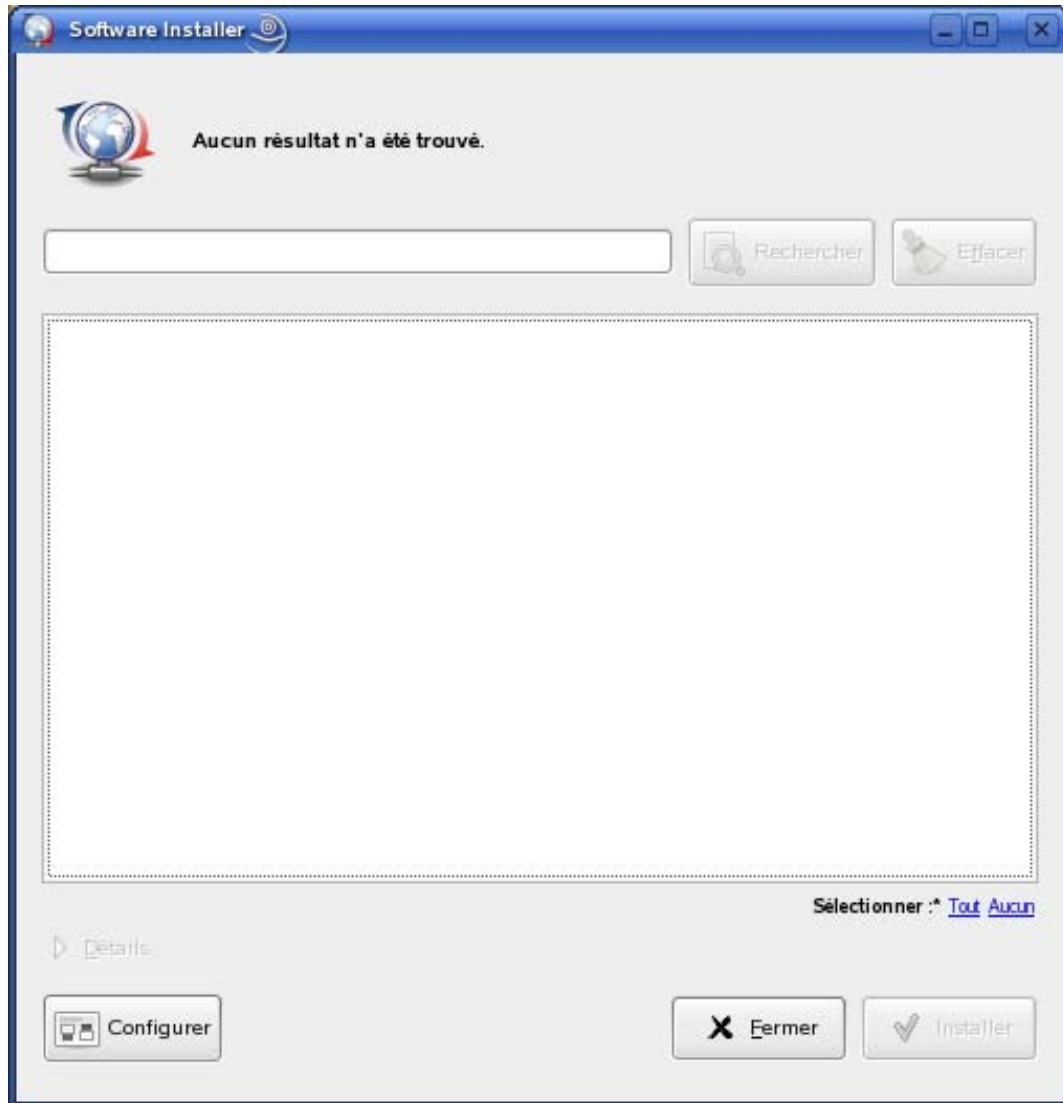 Software Installer
Aucun résultat n'a été trouvé.
Rechercher
Effacer
Sélectionner :* Tout Aucun
Détails
Configurer
Fermer
Installer